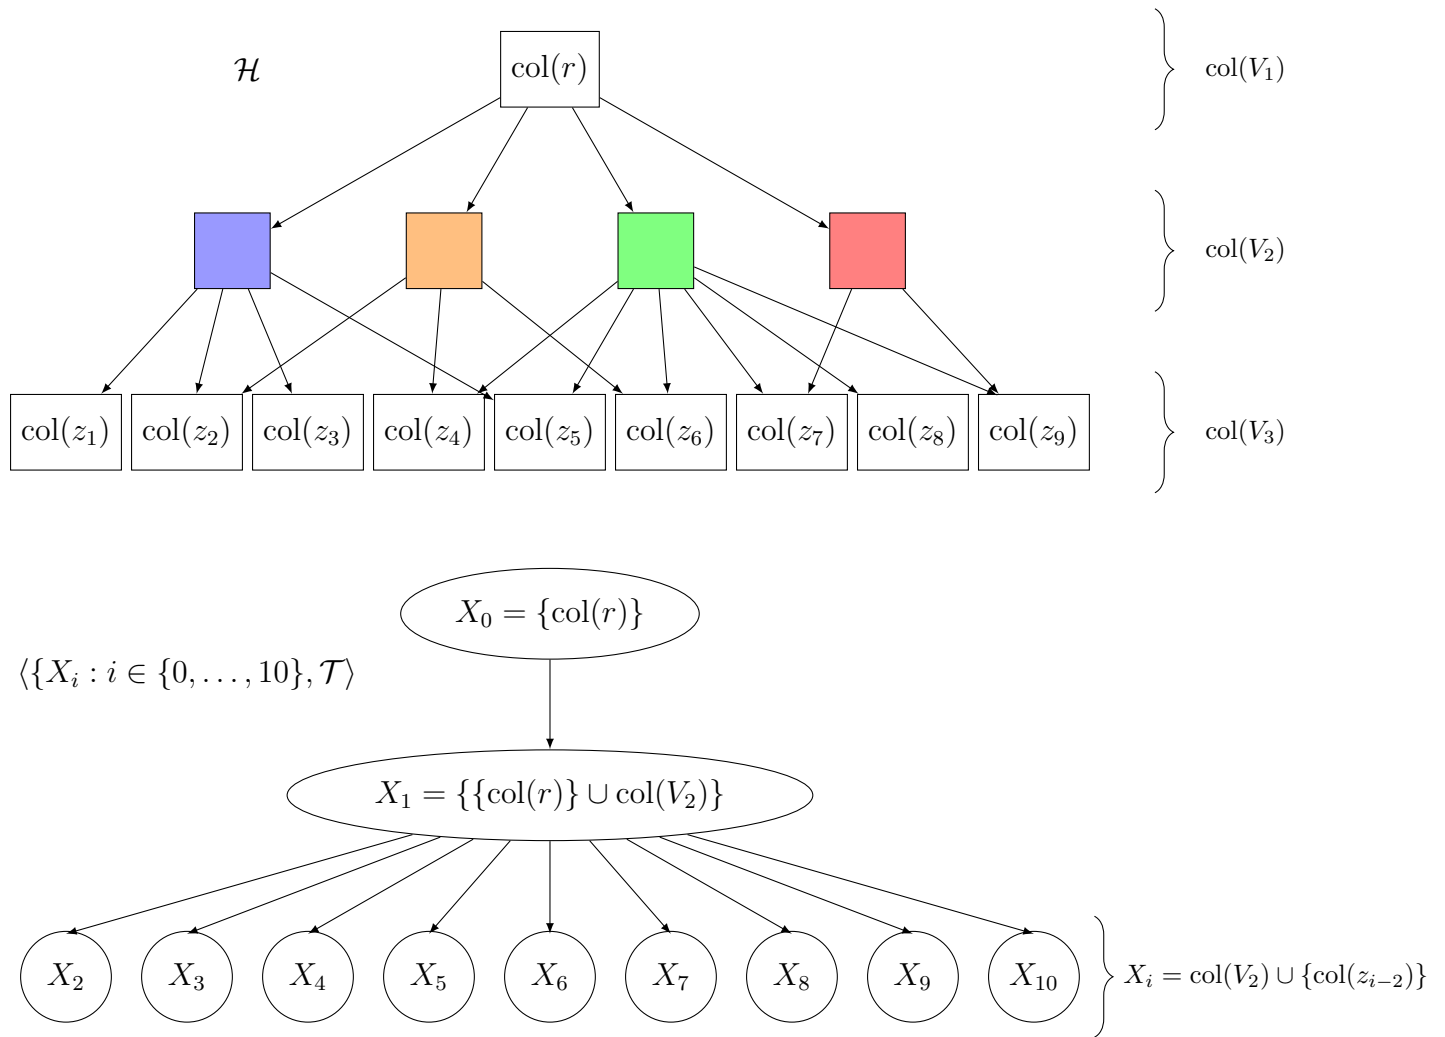 𝓗
col(r)
col(V₁)
col(V₂)
col(z₁) col(z₂) col(z₃) col(z₄) col(z₅) col(z₆) col(z₇) col(z₈) col(z₉)
col(V₃)
X₀ = {col(r)}
⟨{Xᵢ : i ∈ {0, . . . , 10}, 𝒯⟩
X₁ = {{col(r)} ∪ col(V₂)}
X₂ X₃ X₄ X₅ X₆ X₇ X₈ X₉ X₁₀
Xᵢ = col(V₂) ∪ {col(zᵢ₋₂)}